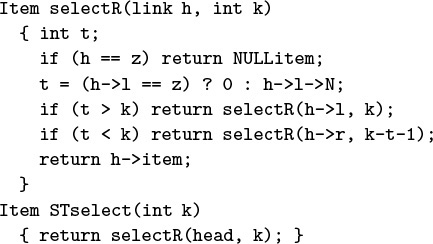 Item selectR(link h, int k)
  { int t;
    if (h == z) return NULLitem;
    t = (h->l == z) ? 0 : h->l->N;
    if (t > k) return selectR(h->l, k);
    if (t < k) return selectR(h->r, k-t-1);
    return h->item;
  }
Item STselect(int k)
  { return selectR(head, k); }